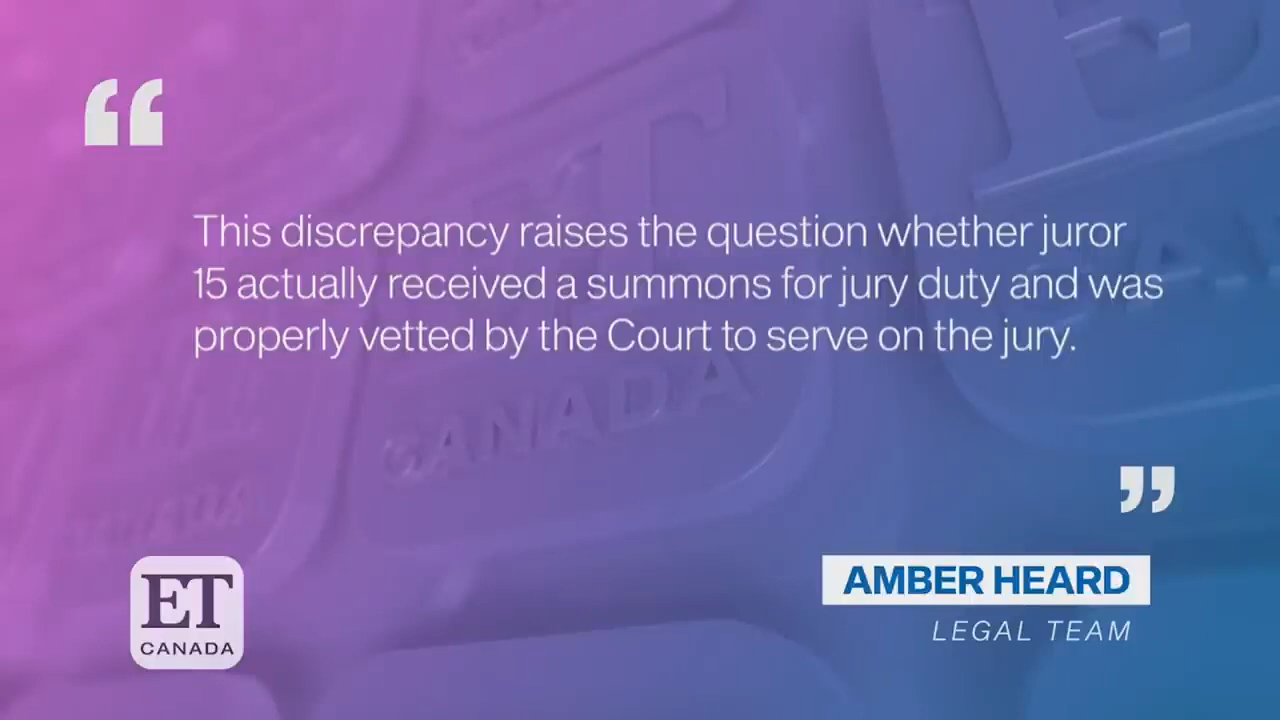 “
This discrepancy raises the question whether juror
15 actually received a summons for jury duty and was
properly vetted by the Court to serve on the jury.
”
ET
CANADA
AMBER HEARD
LEGAL TEAM
CANADA